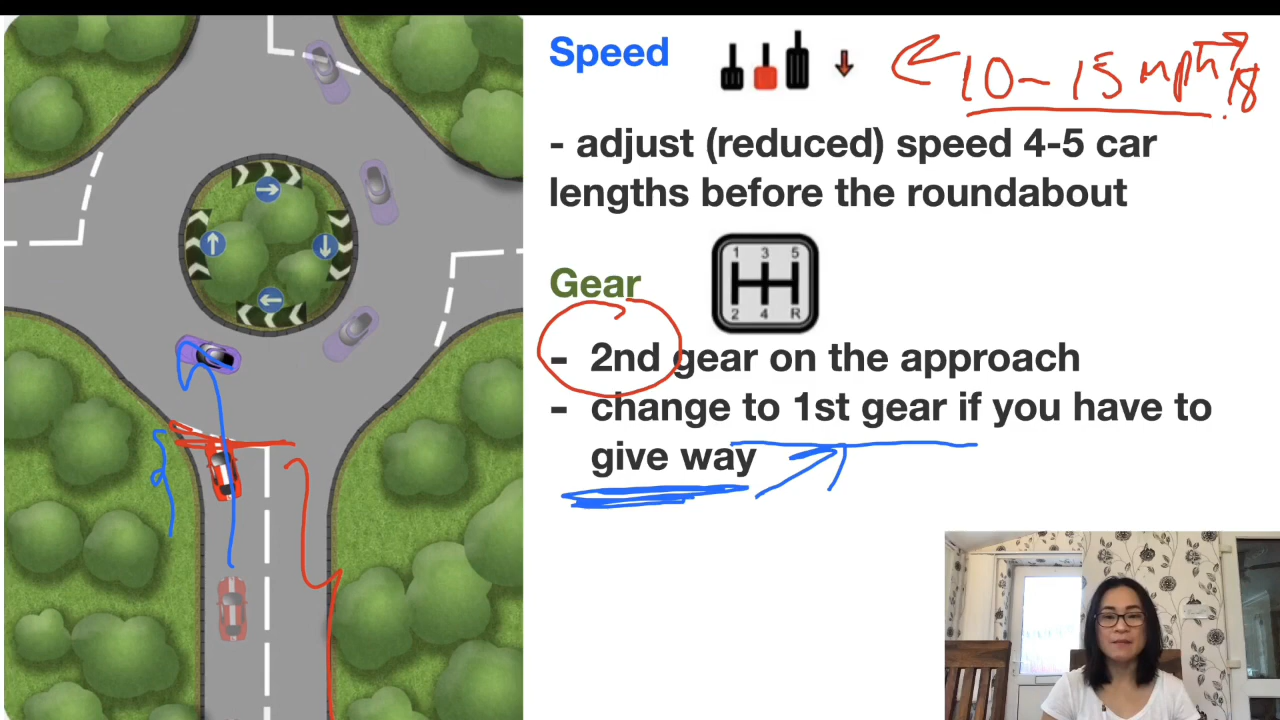 Speed
10-15 mph
18
- adjust (reduced) speed 4-5 car
lengths before the roundabout
1 3 5
2 4 R
Gear
- 2nd gear on the approach
- change to 1st gear if you have to
give way